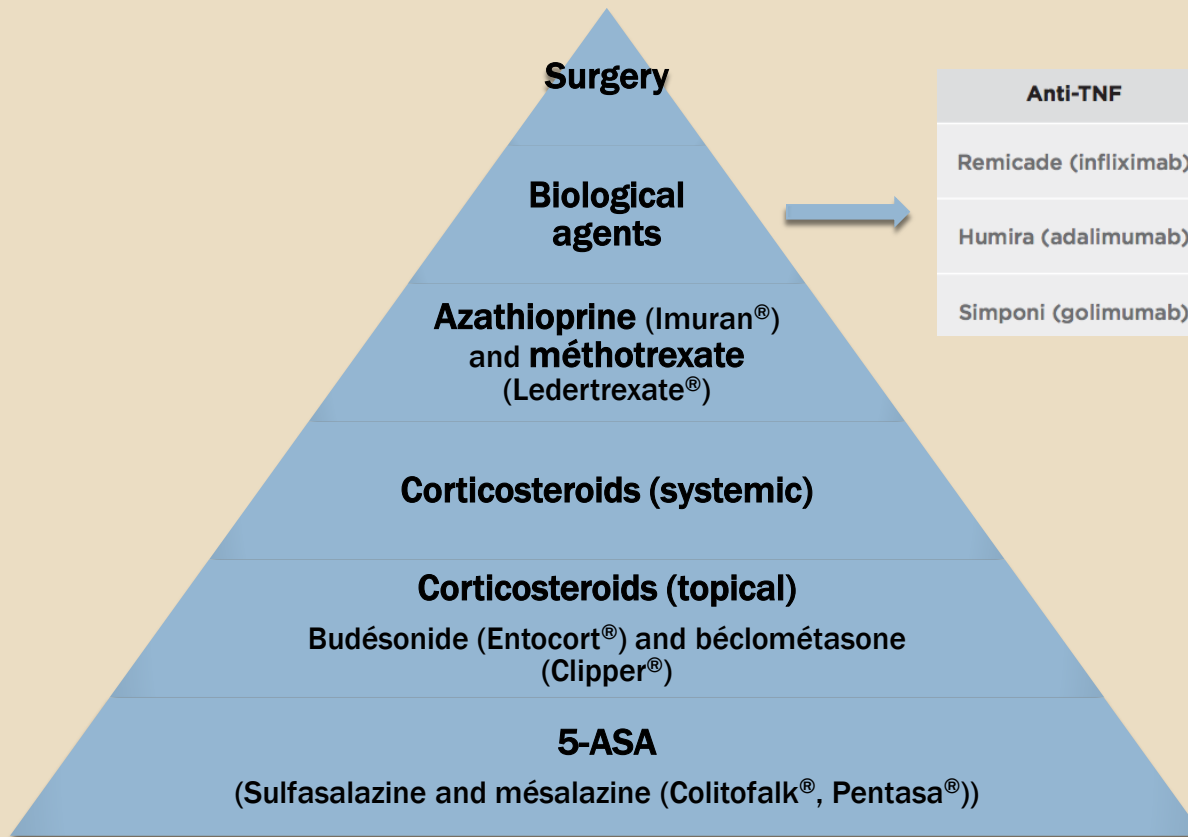 Surgery
Biological
agents
Azathioprine (Imuran®)
and méthotrexate
(Ledertrexate®)
Corticosteroids (systemic)
Corticosteroids (topical)
Budésonide (Entocort®) and béclométasone
(Clipper®)
5-ASA
(Sulfasalazine and mésalazine (Colitofalk®, Pentasa®))
Anti-TNF
Remicade (infliximab)
Humira (adalimumab)
Simponi (golimumab)